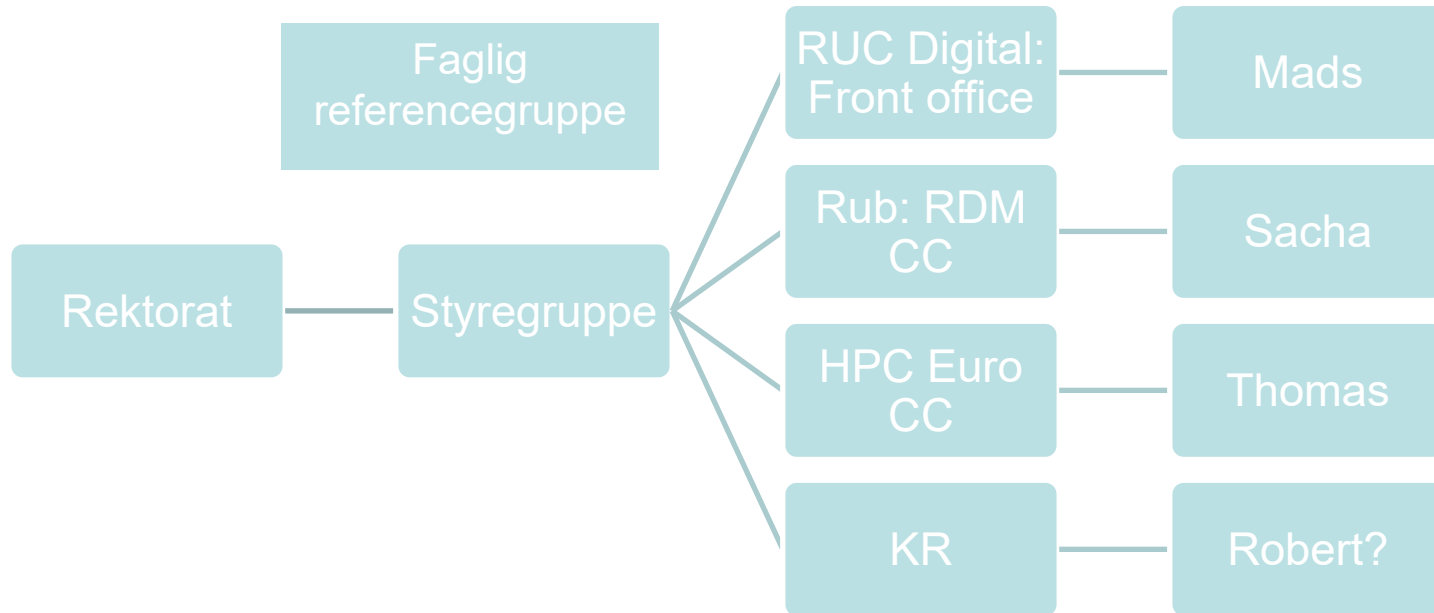 Faglig
referencegruppe
Rektorat
Styregruppe
RUC Digital:
Front office
Mads
Rub: RDM
CC
Sacha
HPC Euro
CC
Thomas
KR
Robert?